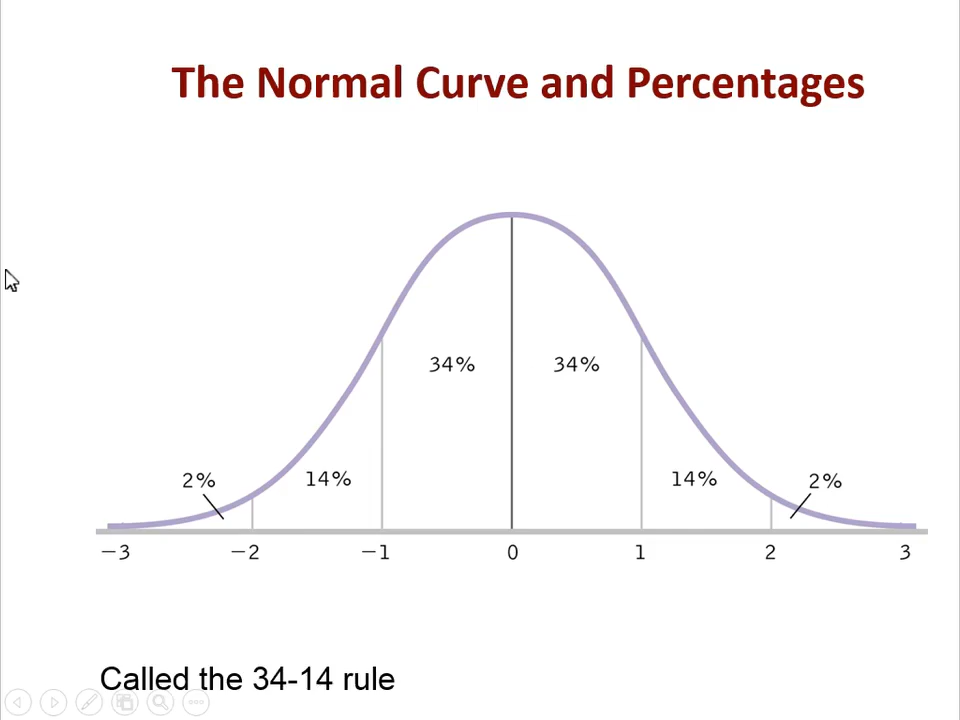 The Normal Curve and Percentages
34% 34%
2% 14% 14% 2%
−3 −2 −1 0 1 2 3
Called the 34-14 rule